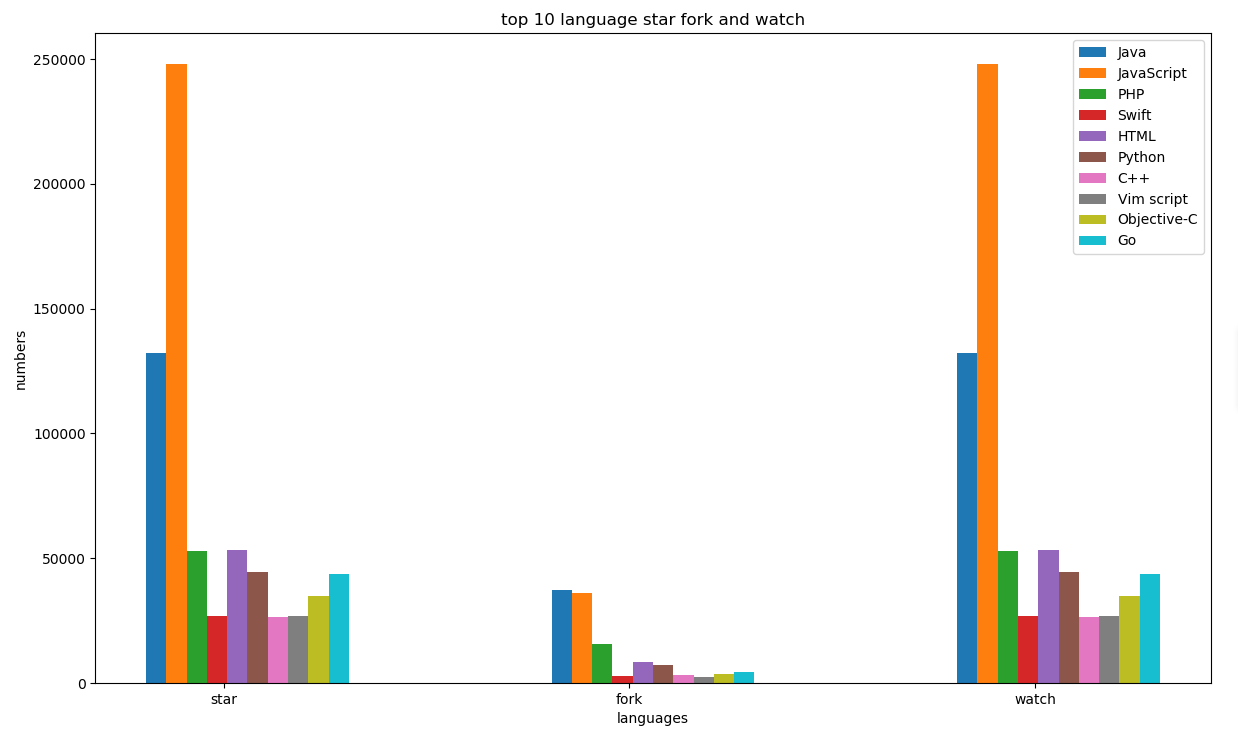 top 10 language star fork and watch
250000
200000
150000
100000
50000
0
numbers
Java
JavaScript
PHP
Swift
HTML
Python
C++
Vim script
Objective-C
Go
star
fork
watch
languages